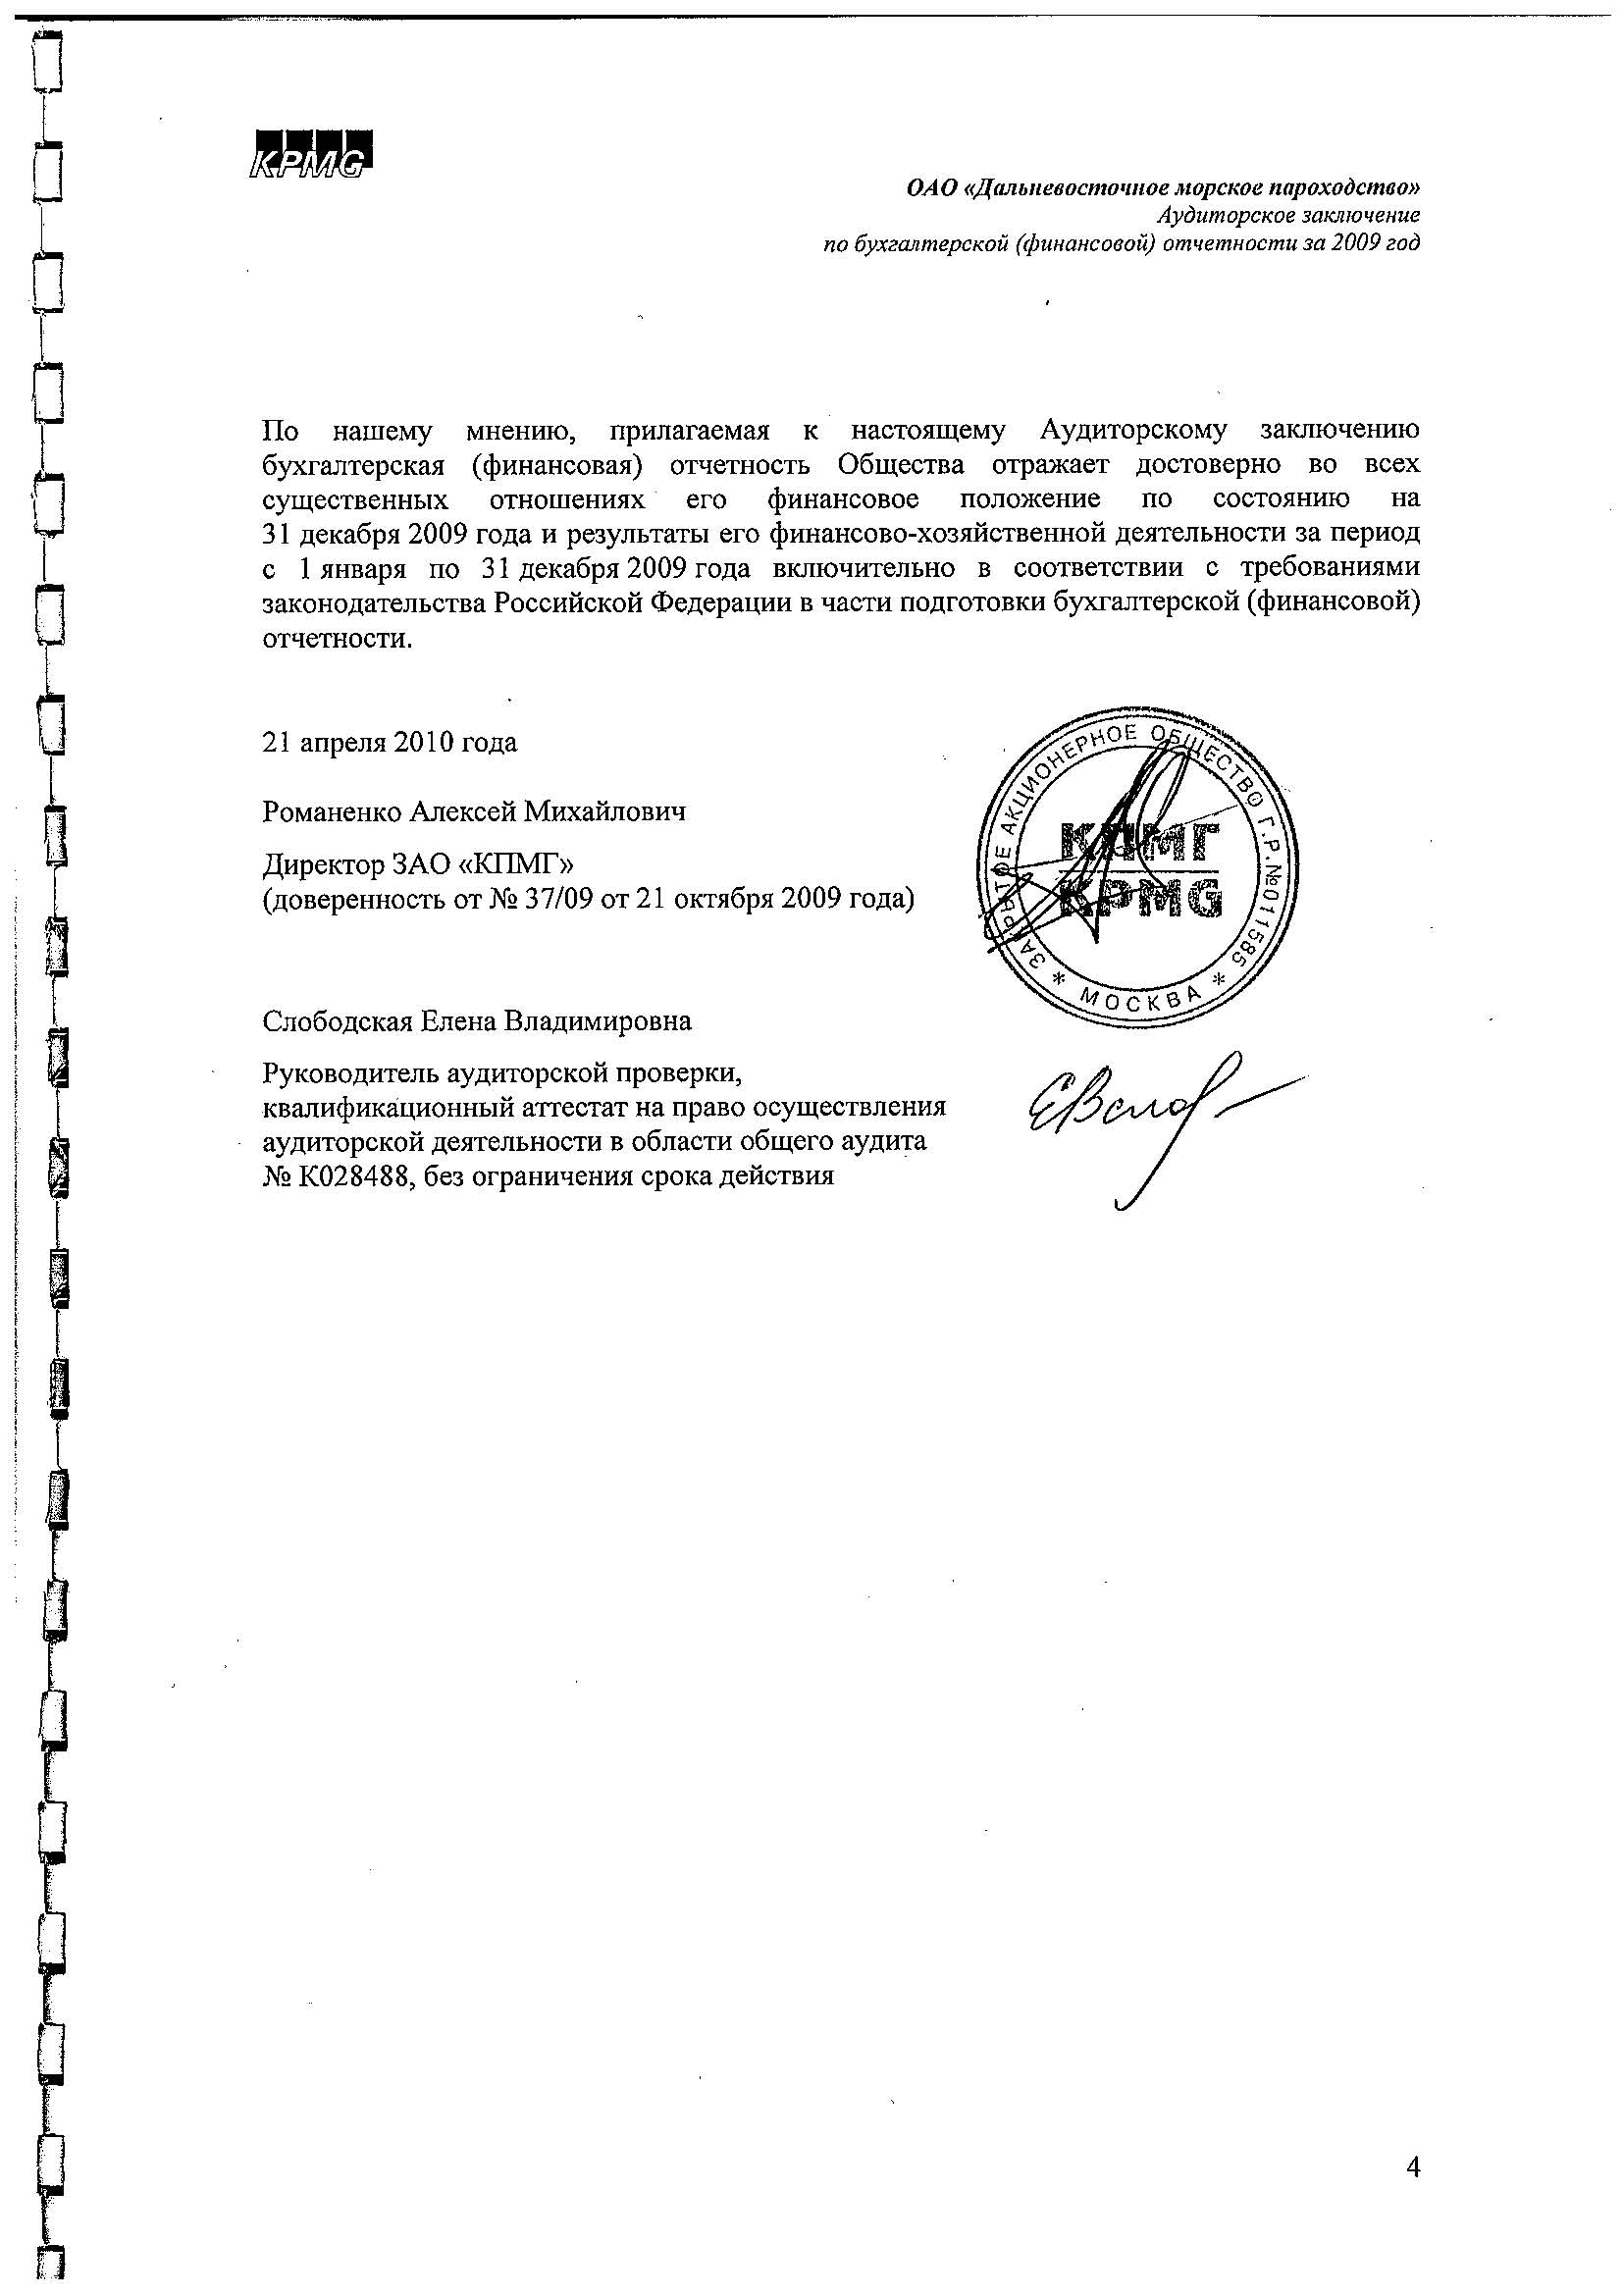 KPMG
ОАО «Дальневосточное морское пароходство»
Аудиторское заключение
по бухгалтерской (финансовой) отчетности за 2009 год
По нашему мнению, прилагаемая к настоящему Аудиторскому заключению
бухгалтерская (финансовая) отчетность Общества отражает достоверно во всех
существенных отношениях его финансовое положение по состоянию на
31 декабря 2009 года и результаты его финансово-хозяйственной деятельности за период
с 1 января по 31 декабря 2009 года включительно в соответствии с требованиями
законодательства Российской Федерации в части подготовки бухгалтерской (финансовой)
отчетности.
21 апреля 2010 года
Романенко Алексей Михайлович
Директор ЗАО «КПМГ»
(доверенность от № 37/09 от 21 октября 2009 года)
ЗАКРЫТОЕ АКЦИОНЕРНОЕ ОБЩЕСТВО Г.Р.№011585
* МОСКВА *
КПМГ
KPMG
Слободская Елена Владимировна
Руководитель аудиторской проверки,
квалификационный аттестат на право осуществления
аудиторской деятельности в области общего аудита
№ К028488, без ограничения срока действия
4